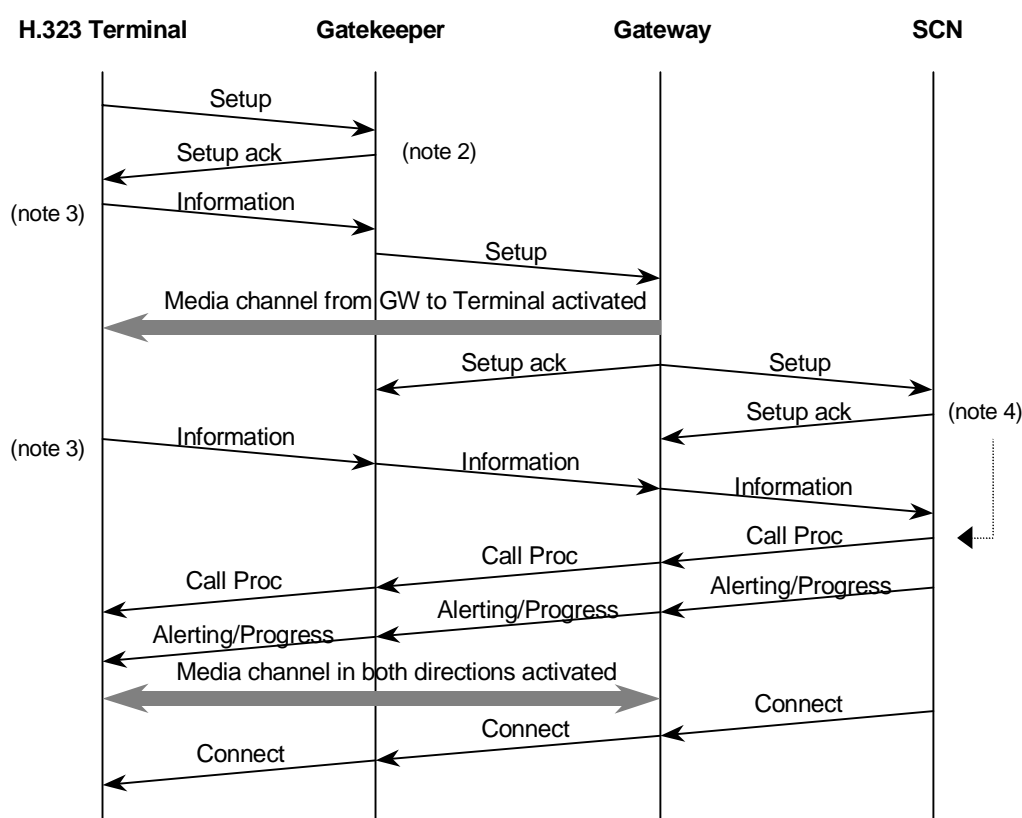 H.323 Terminal
Gatekeeper
Gateway
SCN
Setup
Setup ack
(note 2)
Information
(note 3)
Setup
Media channel from GW to Terminal activated
Setup ack
Setup
Setup ack
(note 4)
Information
(note 3)
Information
Information
Call Proc
Call Proc
Call Proc
Alerting/Progress
Alerting/Progress
Alerting/Progress
Media channel in both directions activated
Connect
Connect
Connect